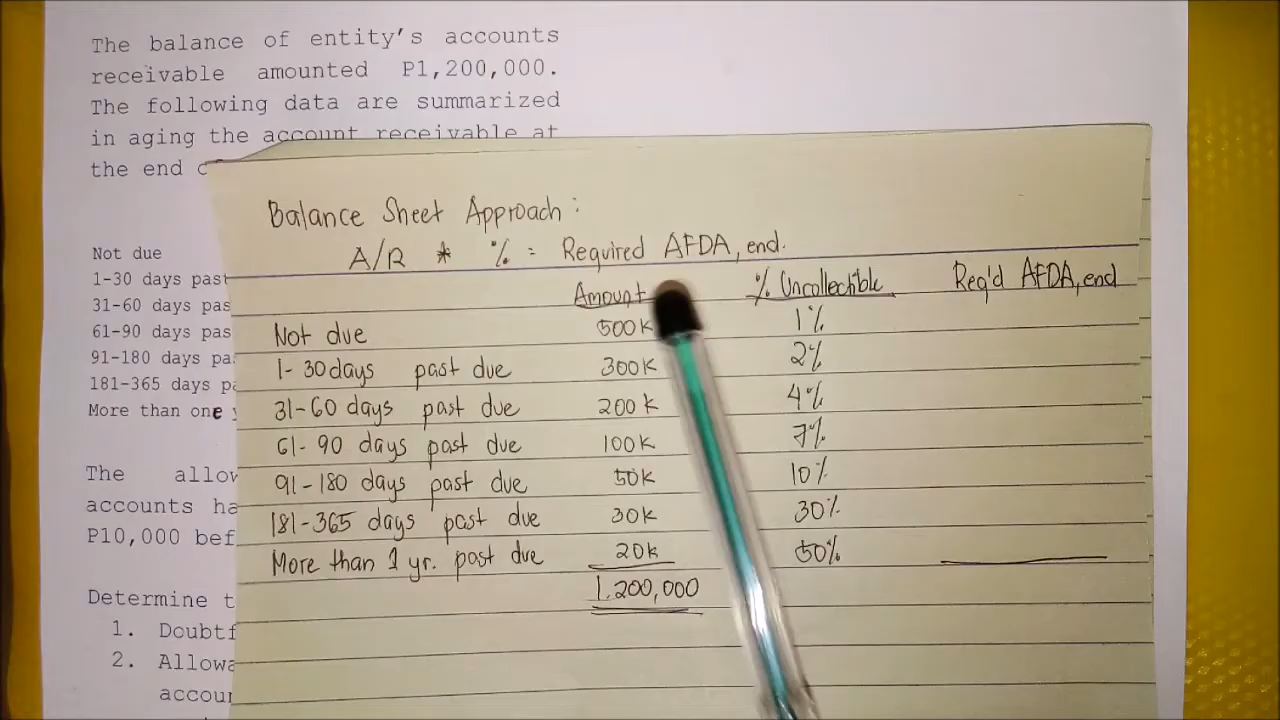 The balance of entity's accounts
receivable amounted P1,200,000.
The following data are summarized
in aging the account receivable at
the end
Balance Sheet Approach:
A/R * % = Required AFDA, end.
Amount % Uncollectible Req'd AFDA, end
Not due 500K 1%
1-30 days past due 300K 2%
31-60 days past due 200K 4%
61-90 days past due 100K 7%
91-180 days past due 50K 10%
181-365 days past due 30K 30%
More than 1 yr. past due 20K 50%
1,200,000
Not due
1-30 days past
31-60 days pas
61-90 days pas
91-180 days pa
181-365 days p
More than one
The allow
accounts ha
P10,000 bef
Determine t
1. Doubtf
2. Allowa
accoun